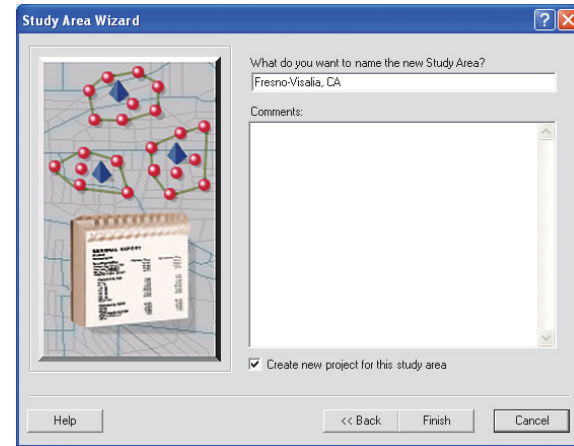 Study Area Wizard
What do you want to name the new Study Area?
Fresno-Visalia, CA
Comments:
Create new project for this study area
Help
<< Back
Finish
Cancel